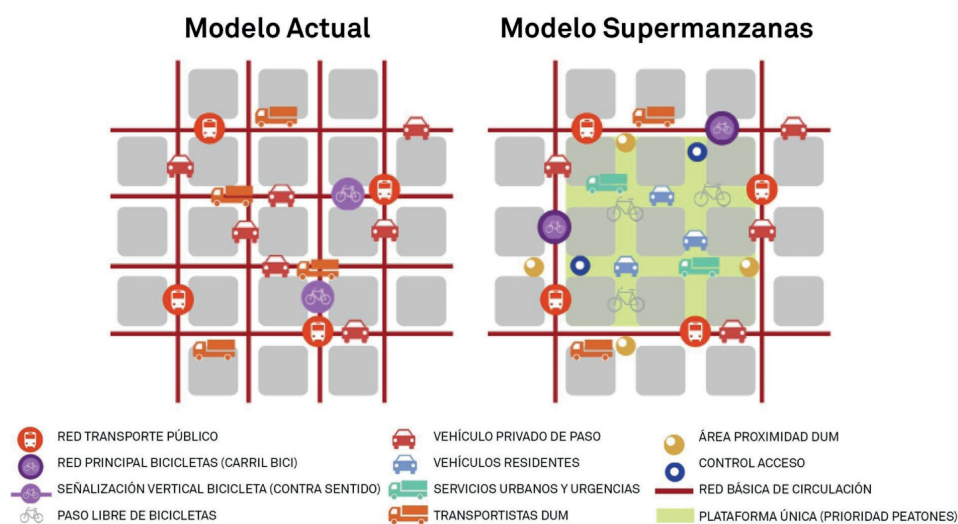 Modelo Actual
Modelo Supermanzanas
RED TRANSPORTE PÚBLICO
RED PRINCIPAL BICICLETAS (CARRIL BICI)
SEÑALIZACIÓN VERTICAL BICICLETA (CONTRA SENTIDO)
PASO LIBRE DE BICICLETAS
VEHÍCULO PRIVADO DE PASO
VEHÍCULOS RESIDENTES
SERVICIOS URBANOS Y URGENCIAS
TRANSPORTISTAS DUM
ÁREA PROXIMIDAD DUM
CONTROL ACCESO
RED BÁSICA DE CIRCULACIÓN
PLATAFORMA ÚNICA (PRIORIDAD PEATONES)